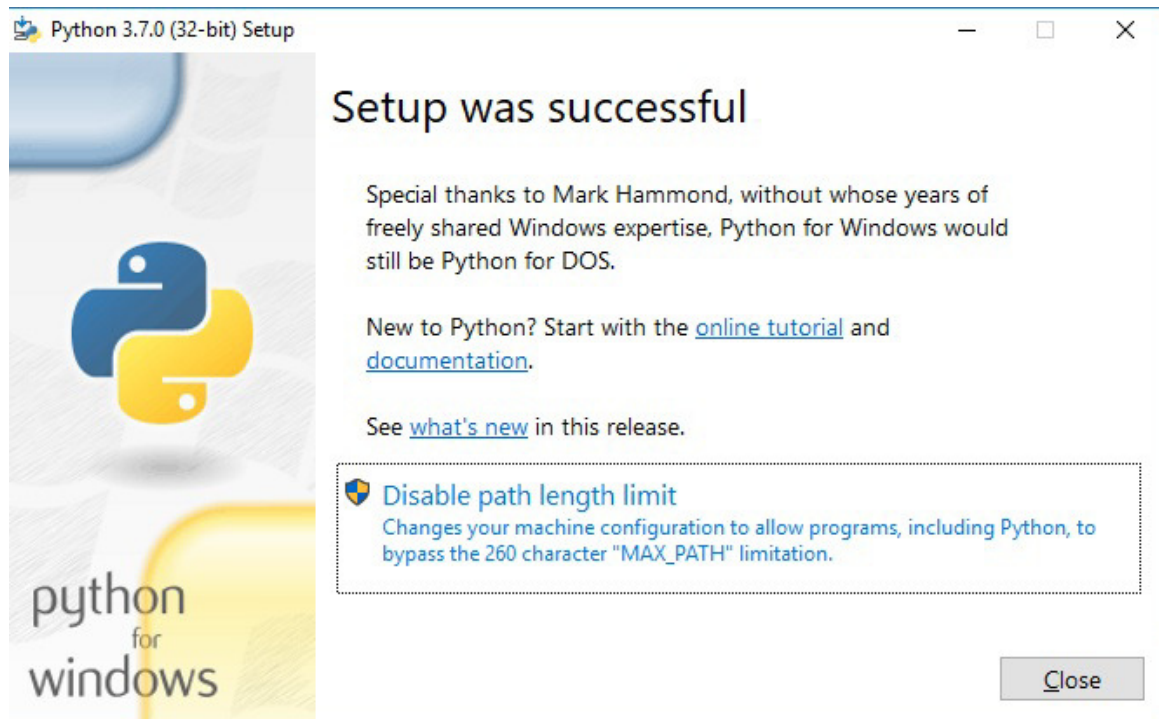 Python 3.7.0 (32-bit) Setup
Setup was successful
Special thanks to Mark Hammond, without whose years of
freely shared Windows expertise, Python for Windows would
still be Python for DOS.
New to Python? Start with the online tutorial and
documentation.
See what's new in this release.
Disable path length limit
Changes your machine configuration to allow programs, including Python, to
bypass the 260 character "MAX_PATH" limitation.
python
for
windows
Close